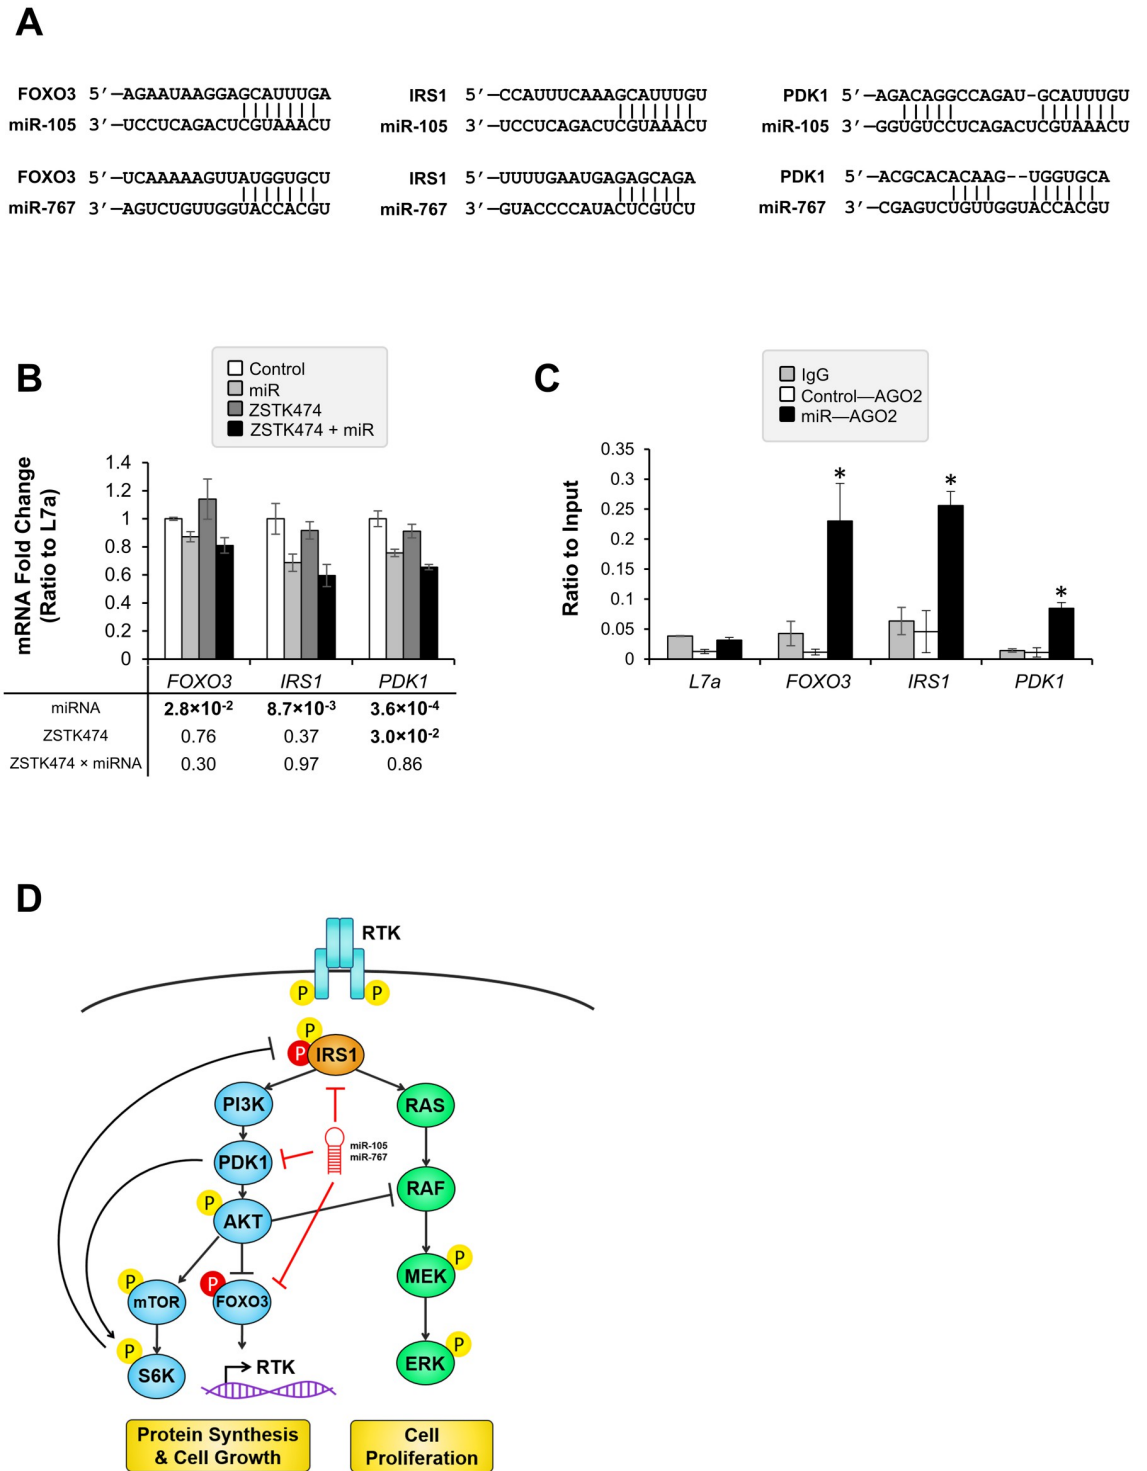 A
FOXO3 5′–AGAAUAAGGAGCAUUUGA
miR-105 3′–UCCUCAGACUCGUAAACU
IRS1 5′–CCAUUUCAAAGCAUUUGU
miR-105 3′–UCCUCAGACUCGUAAACU
PDK1 5′–AGACAGGCCAGAU-GCAUUUGU
miR-105 3′–GGUGUCCUCAGACUCGUAAACU
FOXO3 5′–UCAAAAAGUUAUGGUGCU
miR-767 3′–AGUCUGUUGGUACCACGU
IRS1 5′–UUUUGAAUGAGAGCAGA
miR-767 3′–GUACCCCAUACUCGUCU
PDK1 5′–ACGCACACAAG--UGGUGCA
miR-767 3′–CGAGUCUGUUGGUACCACGU
B
Control
miR
ZSTK474
ZSTK474 + miR
mRNA Fold Change
(Ratio to L7a)
1.4
1.2
1
0.8
0.6
0.4
0.2
0
FOXO3 IRS1 PDK1
miRNA 2.8×10-2 8.7×10-3 3.6×10-4
ZSTK474 0.76 0.37 3.0×10-2
ZSTK474 × miRNA 0.30 0.97 0.86
C
IgG
Control—AGO2
miR—AGO2
Ratio to Input
0.35
0.3
0.25
0.2
0.15
0.1
0.05
0
* * *
L7a FOXO3 IRS1 PDK1
D
RTK
P P
P
P IRS1
PI3K RAS
miR-105
miR-767
PDK1
RAF
P
AKT
P MEK
P P
mTOR FOXO3
P P
RTK
S6K ERK
Protein Synthesis
& Cell Growth
Cell
Proliferation